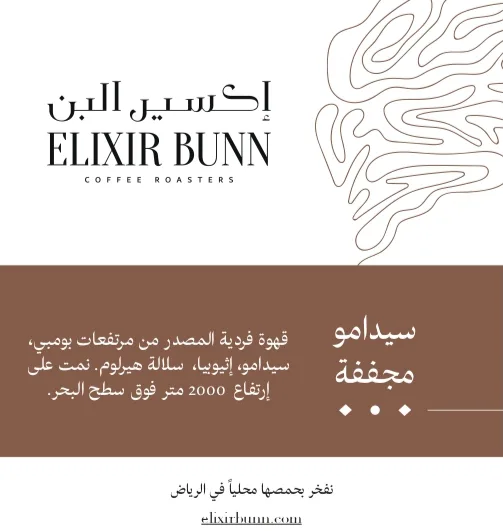 إكسير البن
ELIXIR BUNN
COFFEE ROASTERS
سيدامو
مجففة
قهوة فردية المصدر من مرتفعات بومبي،
سيدامو، إثيوبيا، سلالة هيرلوم. نمت على
إرتفاع 2000 متر فوق سطح البحر.
نفخر بحمصها محلياً في الرياض
elixirbunn.com